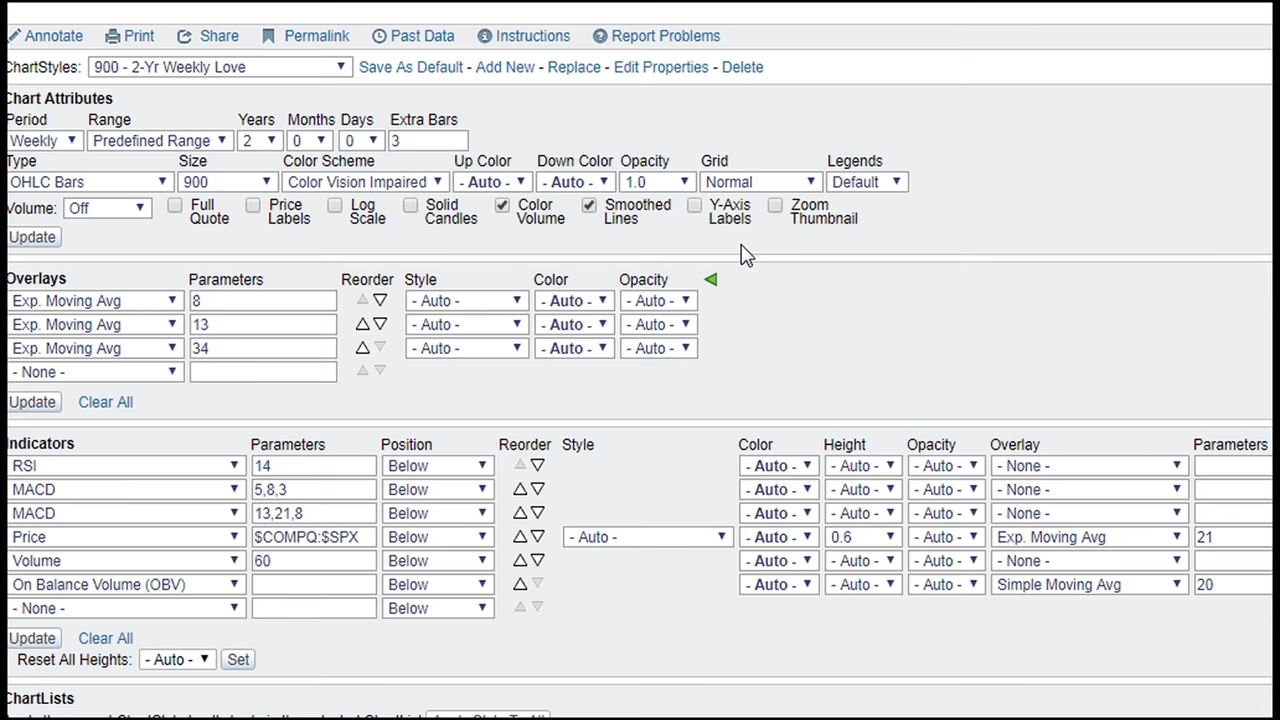 Annotate Print Share Permalink Past Data Instructions Report Problems
ChartStyles: 900 - 2-Yr Weekly Love Save As Default - Add New - Replace - Edit Properties - Delete
Chart Attributes
Period Range Years Months Days Extra Bars
Weekly Predefined Range 2 0 0 3
Type Size Color Scheme Up Color Down Color Opacity Grid Legends
OHLC Bars 900 Color Vision Impaired - Auto - - Auto - 1.0 Normal Default
Volume: Off Full Quote Price Labels Log Scale Solid Candles Color Volume Smoothed Lines Y-Axis Labels Zoom Thumbnail
Update
Overlays Parameters Reorder Style Color Opacity
Exp. Moving Avg 8 - Auto - - Auto - - Auto -
Exp. Moving Avg 13 - Auto - - Auto - - Auto -
Exp. Moving Avg 34 - Auto - - Auto - - Auto -
- None -
Update Clear All
Indicators Parameters Position Reorder Style Color Height Opacity Overlay Parameters
RSI 14 Below - Auto - - Auto - - Auto - - None -
MACD 5,8,3 Below - Auto - - Auto - - Auto - - None -
MACD 13,21,8 Below - Auto - - Auto - - Auto - - None -
Price $COMPQ:$SPX Below - Auto - - Auto - 0.6 - Auto - Exp. Moving Avg 21
Volume 60 Below - Auto - - Auto - - Auto - - None -
On Balance Volume (OBV) Below - Auto - - Auto - - Auto - Simple Moving Avg 20
- None - Below
Update Clear All
Reset All Heights: - Auto - Set
ChartLists